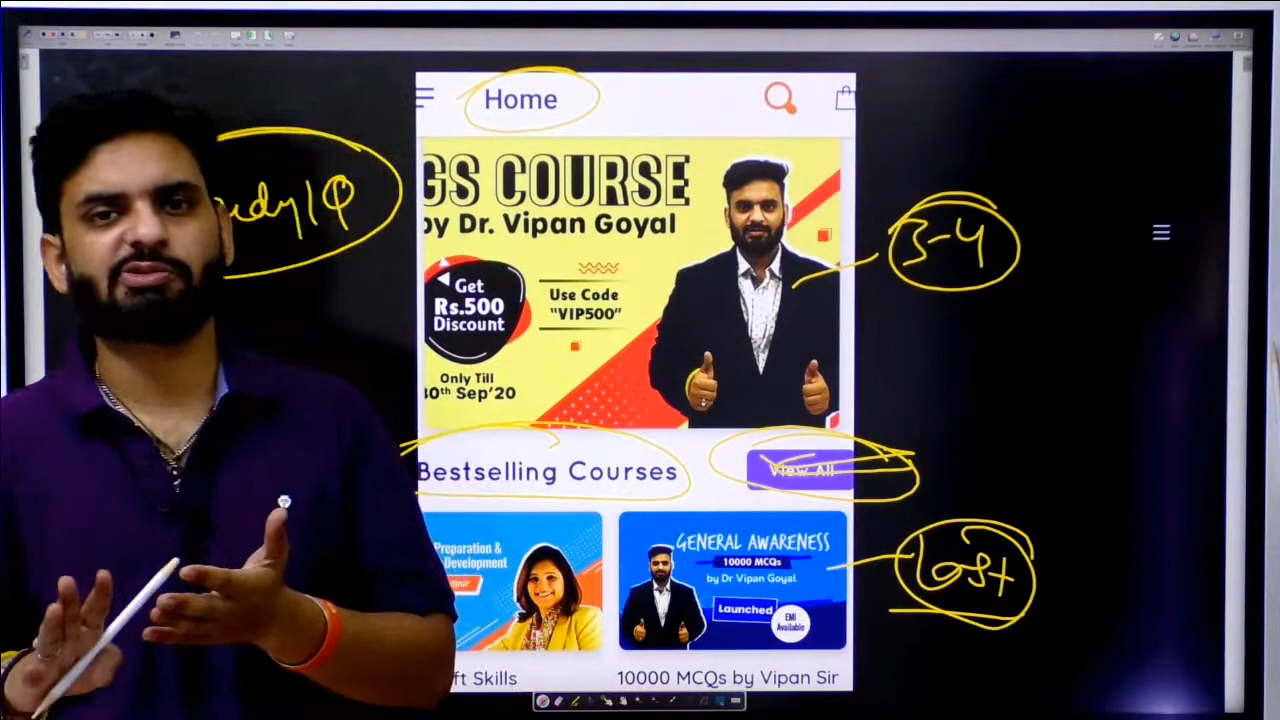 Home
GS COURSE
by Dr. Vipan Goyal
Get
Rs.500
Discount
Use Code
"VIP500"
Only Till
30th Sep'20
udy IQ
3-4
Bestselling Courses
View All
Preparation &
Development
GENERAL AWARENESS
10000 MCQs
by Dr Vipan Goyal
Launched
EMI
Available
ft Skills
10000 MCQs by Vipan Sir